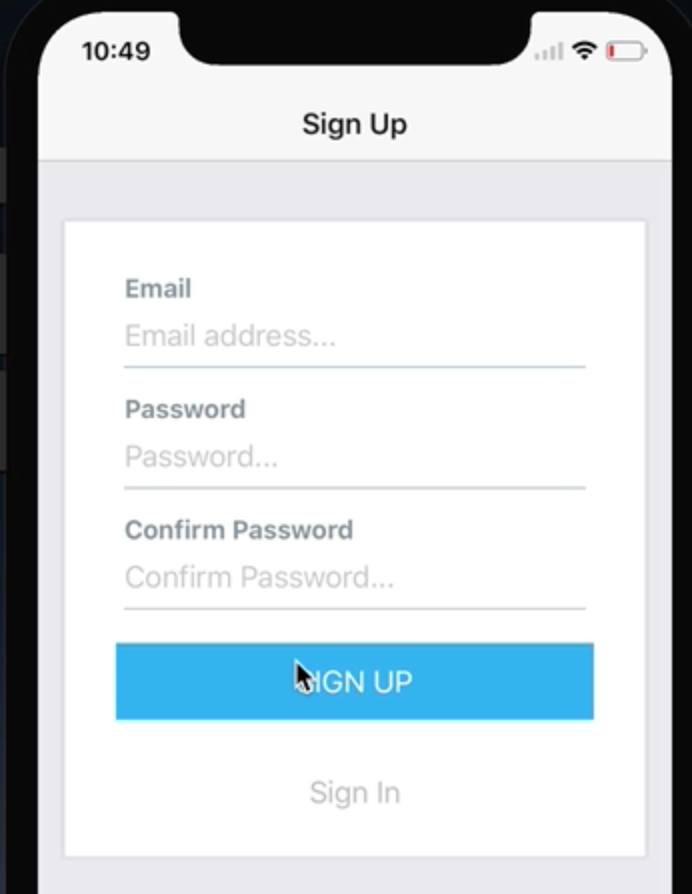 10:49
Sign Up
Email
Email address...
Password
Password...
Confirm Password
Confirm Password...
SIGN UP
Sign In